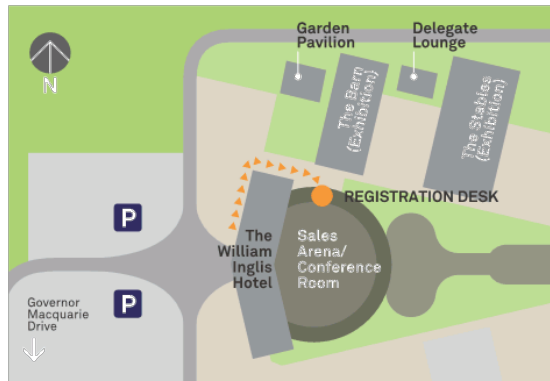 Garden
Pavilion
Delegate
Lounge
N
The Barn
(Exhibition)
The Stables
(Exhibition)
P
REGISTRATION DESK
The
William
Inglis
Hotel
Sales
Arena/
Conference
Room
P
Governor
Macquarie
Drive